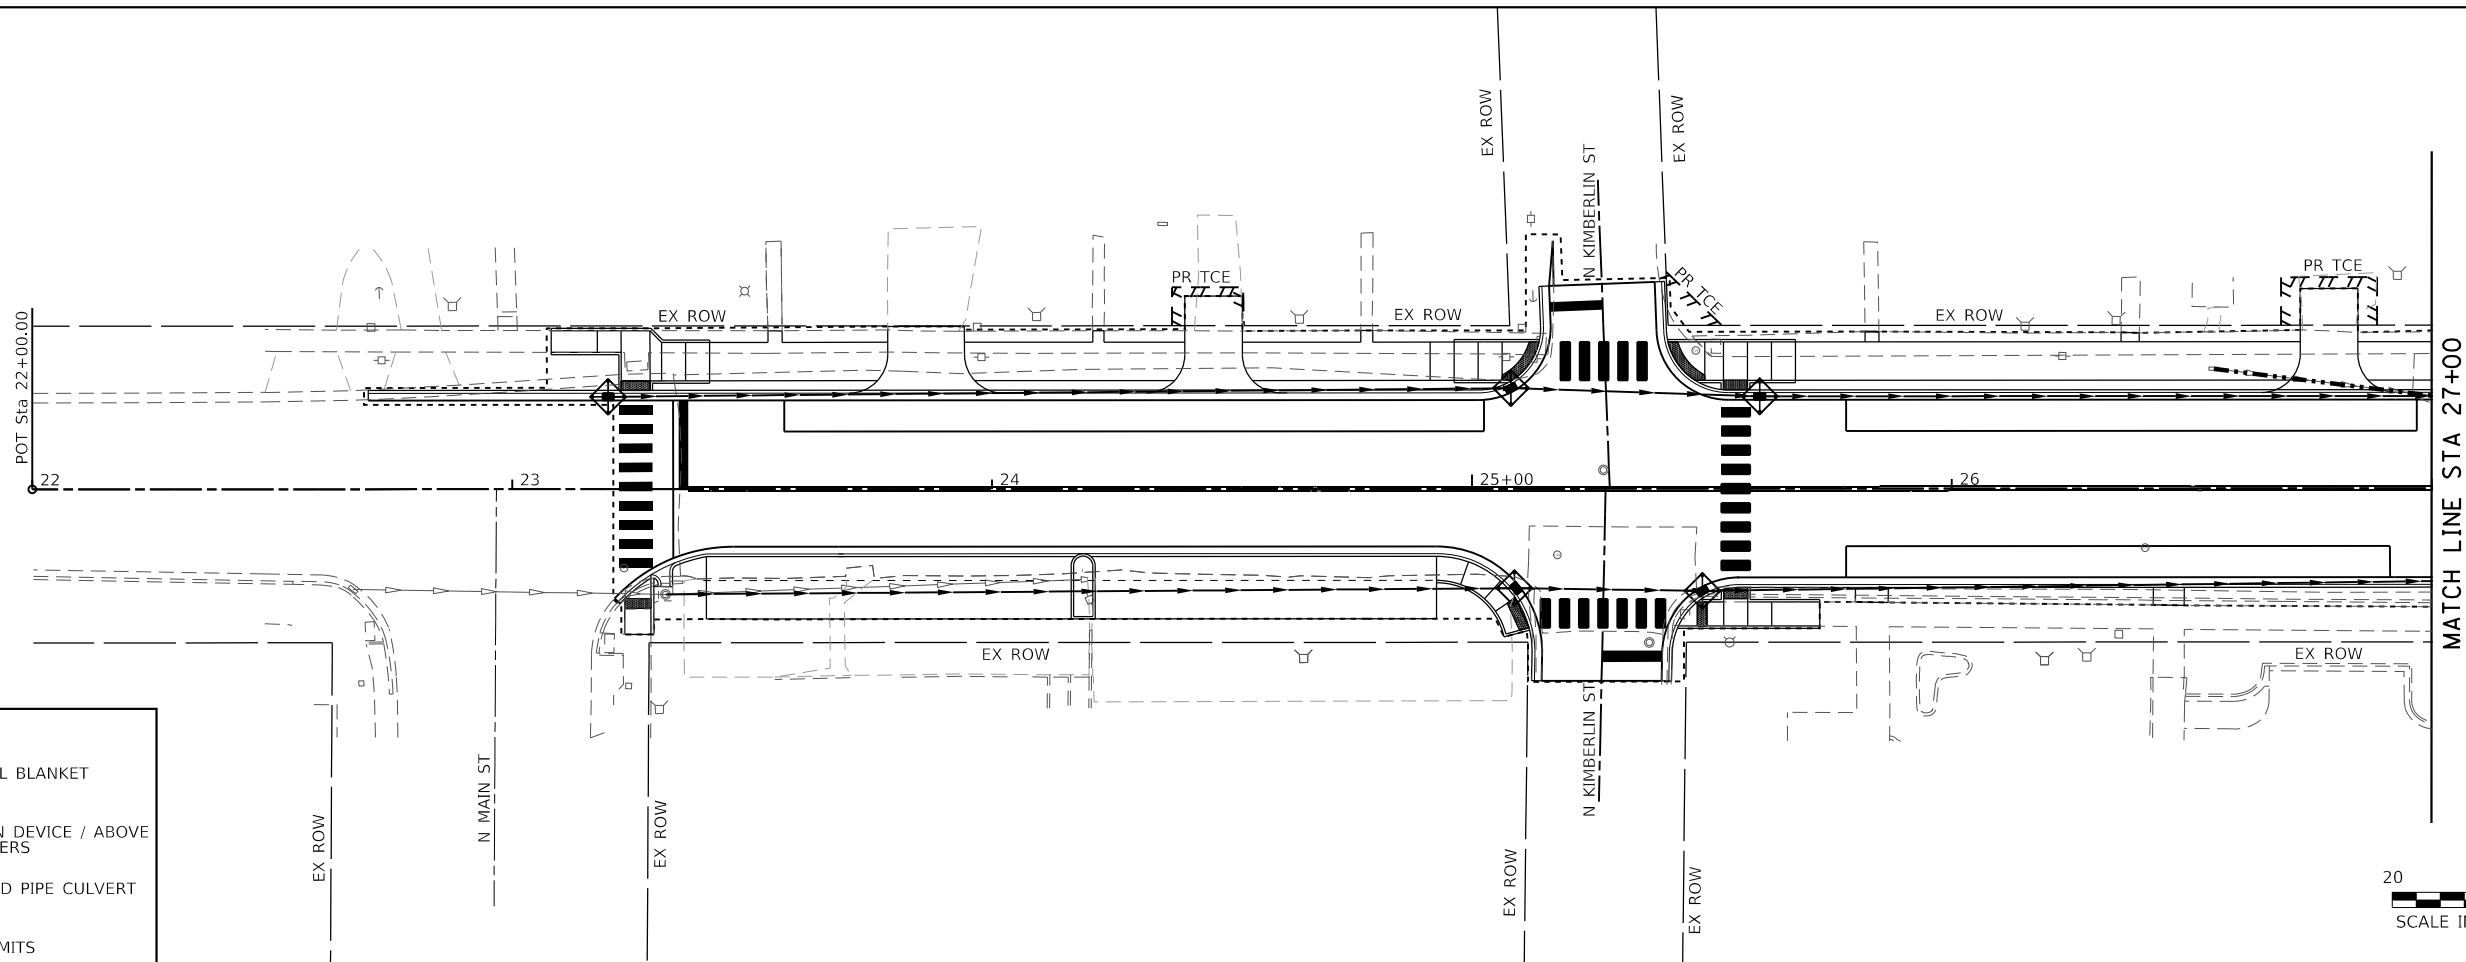 EX ROW
EX ROW
N KIMBERLIN ST
PR TCE
PR TCE
PR TCE
EX ROW
EX ROW
EX ROW
POT Sta 22+00.00
22
23
24
25+00
26
MATCH LINE STA 27+00
EX ROW
EX ROW
N MAIN ST
EX ROW
EX ROW
N KIMBERLIN ST
EX ROW
EX ROW
L BLANKET
N DEVICE / ABOVE
ERS
D PIPE CULVERT
MITS
20
SCALE I